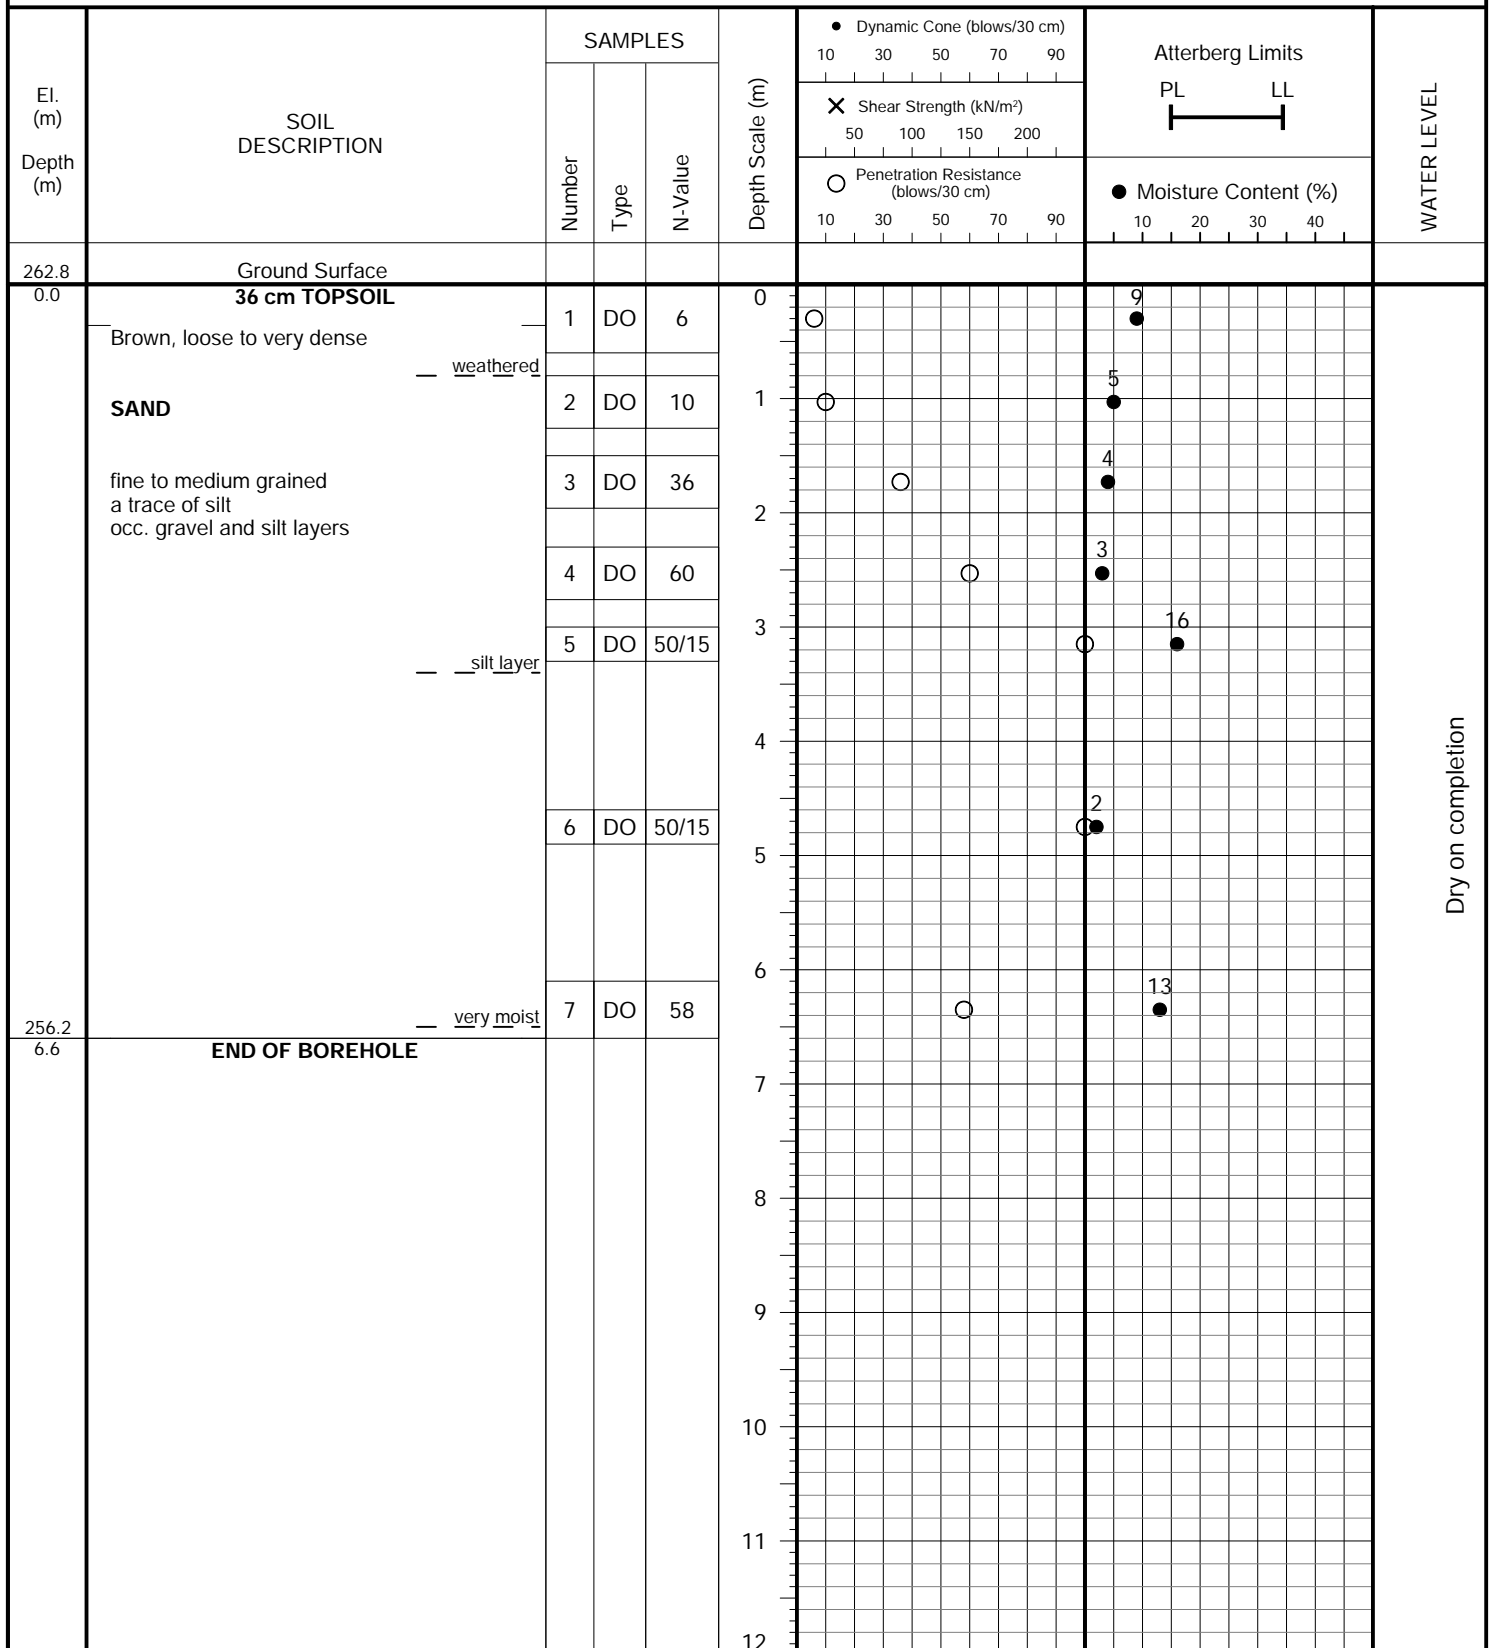 El.
(m)
Depth
(m)
SOIL
DESCRIPTION
SAMPLES
Number
Type
N-Value
Depth Scale (m)
Dynamic Cone (blows/30 cm)
10 30 50 70 90
Shear Strength (kN/m²)
50 100 150 200
Penetration Resistance
(blows/30 cm)
10 30 50 70 90
Atterberg Limits
PL LL
Moisture Content (%)
10 20 30 40
WATER LEVEL
262.8 Ground Surface
0.0 36 cm TOPSOIL 0
1 DO 6 9
Brown, loose to very dense
weathered
SAND 2 DO 10 1 5
fine to medium grained 3 DO 36 4
a trace of silt
occ. gravel and silt layers 2
4 DO 60 3
3 16
5 DO 50/15
silt layer
4
2
6 DO 50/15
5
6
13
7 DO 58
very moist
256.2
6.6 END OF BOREHOLE
7
8
9
10
11
12
Dry on completion